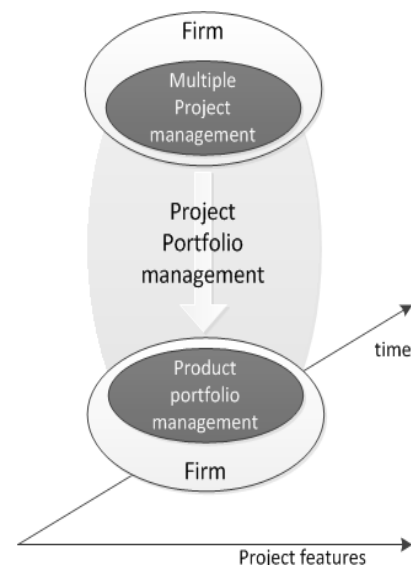 Firm
Multiple
Project
management
Project
Portfolio
management
time
Product
portfolio
management
Firm
Project features